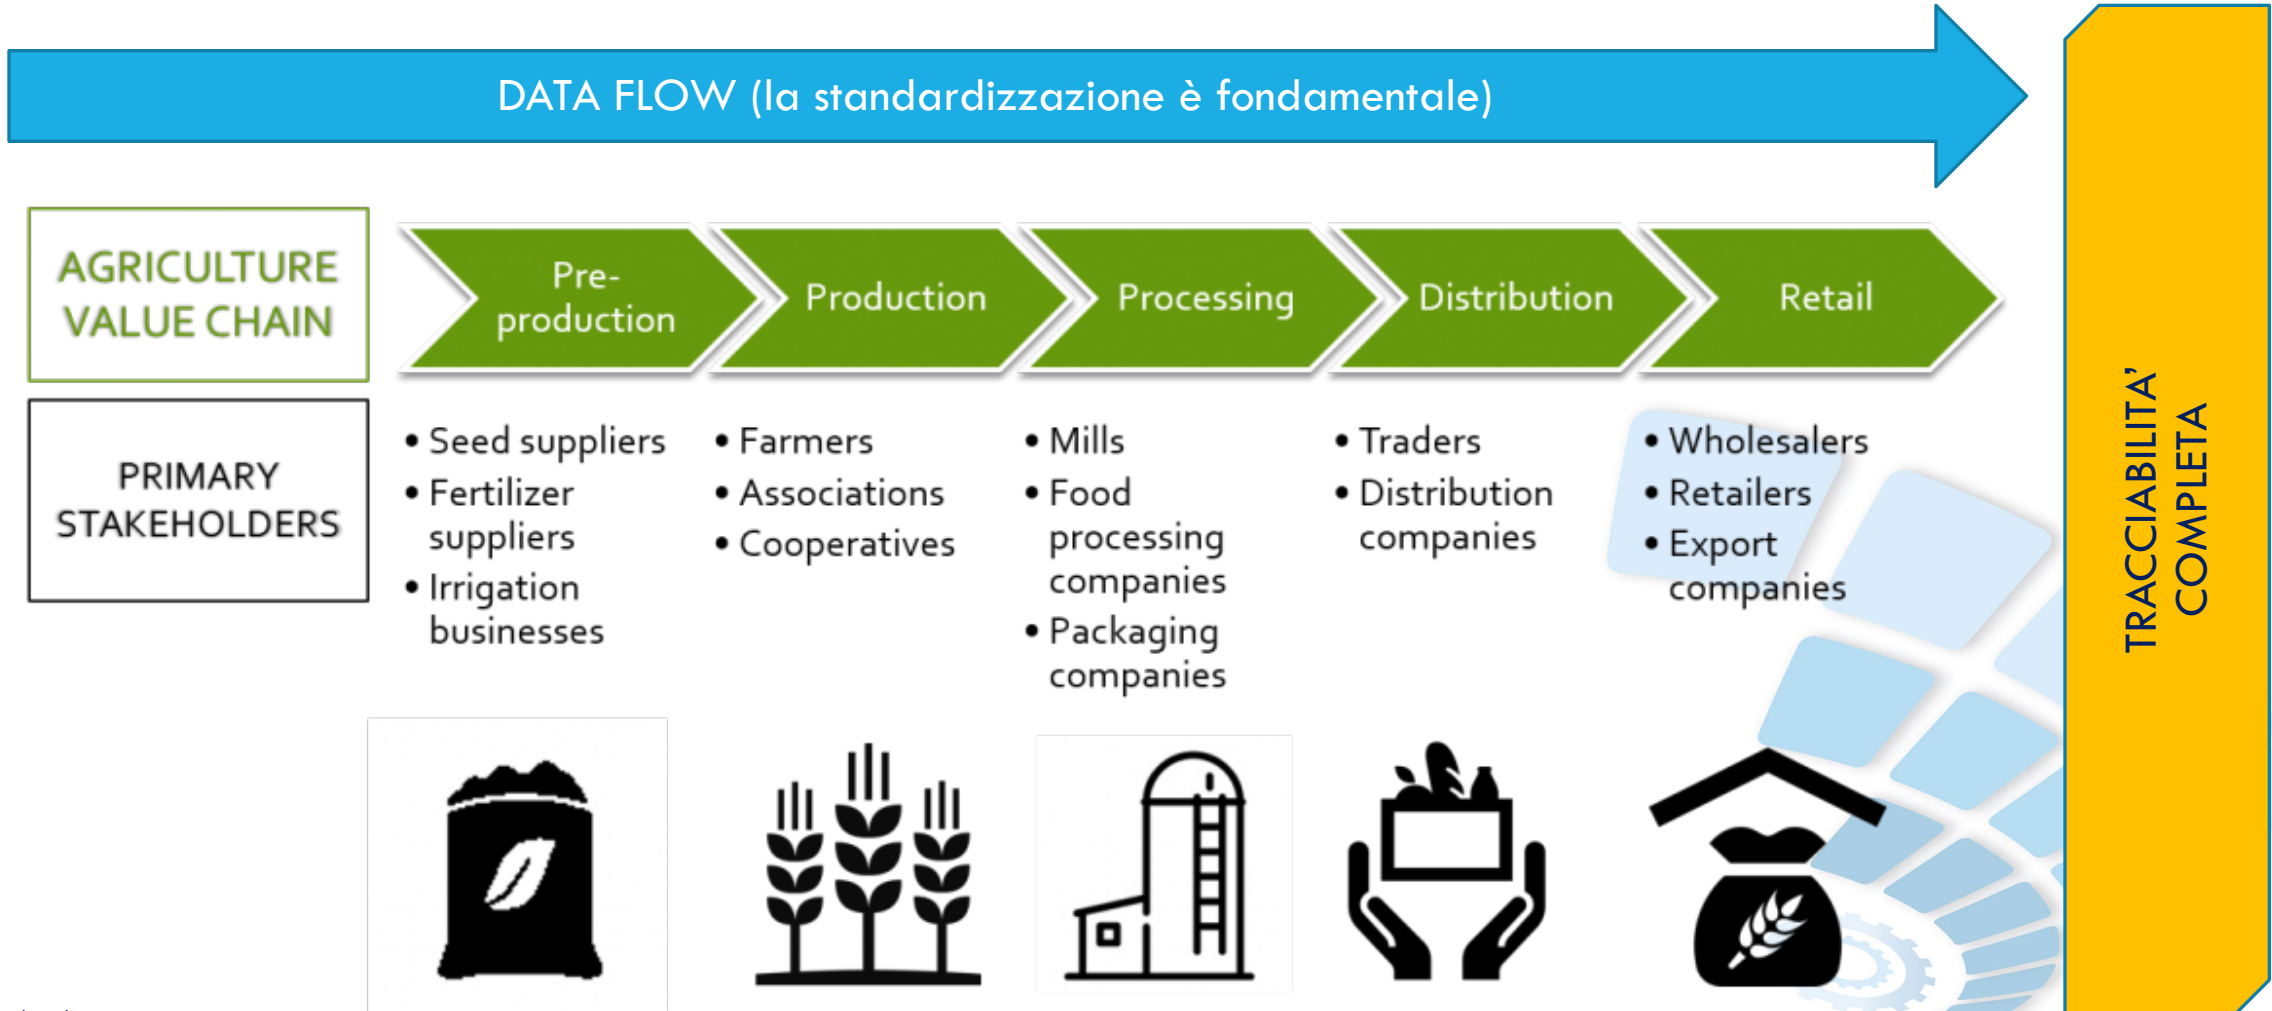 DATA FLOW (la standardizzazione è fondamentale)
AGRICULTURE
VALUE CHAIN
Pre-
production
Production
Processing
Distribution
Retail
PRIMARY
STAKEHOLDERS
• Seed suppliers
• Fertilizer
suppliers
• Irrigation
businesses
• Farmers
• Associations
• Cooperatives
• Mills
• Food
processing
companies
• Packaging
companies
• Traders
• Distribution
companies
• Wholesalers
• Retailers
• Export
companies
TRACCIABILITA’
COMPLETA